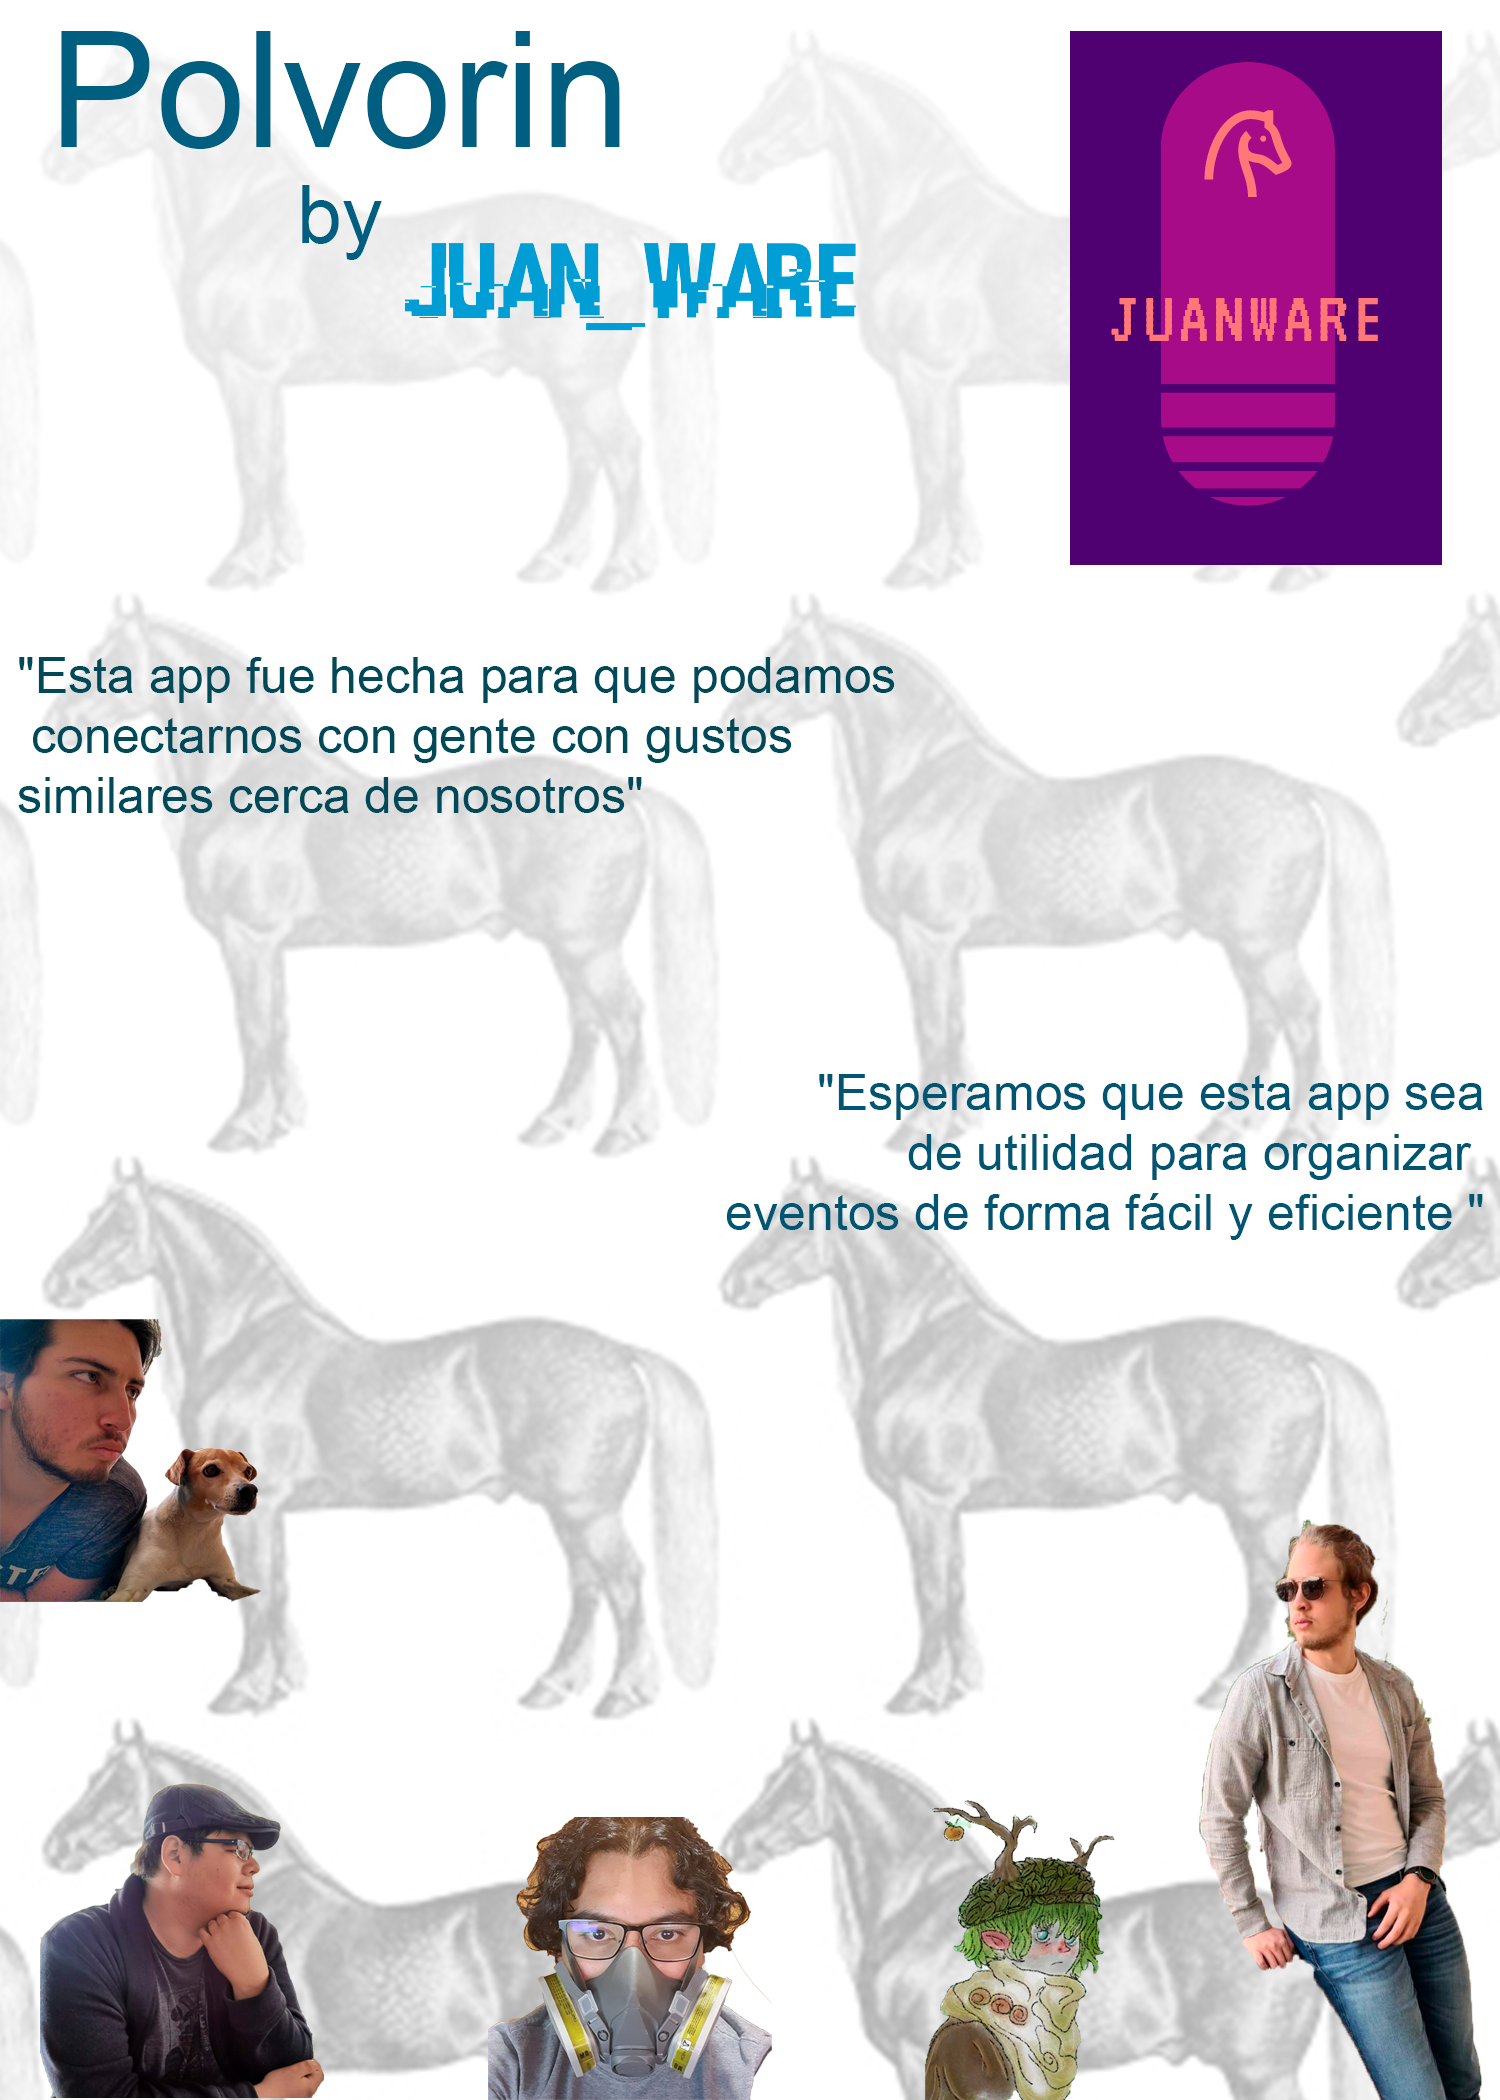 Polvorin
by
JUAN_WARE
JUANWARE
"Esta app fue hecha para que podamos
conectarnos con gente con gustos
similares cerca de nosotros"
"Esperamos que esta app sea
de utilidad para organizar
eventos de forma fácil y eficiente "